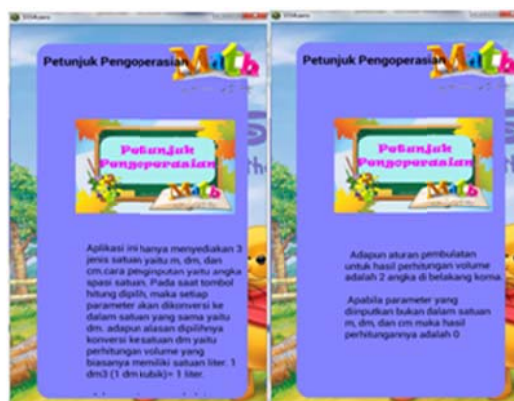 Petunjuk Pengoperasian
Math
Petunjuk
Pengoperasian
Math
Aplikasi ini hanya menyediakan 3
jenis satuan yaitu m, dm, dan
cm.cara penginputan yaitu angka
spasi satuan. Pada saat tombol
hitung dipilih, maka setiap
parameter akan dikonversi ke
dalam satuan yang sama yaitu
dm. adapun alasan dipilihnya
konversi kesatuan dm yaitu
perhitungan volume yang
biasanya memiliki satuan liter. 1
dm3 (1 dm kubik)= 1 liter.
Petunjuk Pengoperasian
Math
Petunjuk
Pengoperasian
Math
Adapun aturan pembulatan
untuk hasil perhitungan volume
adalah 2 angka di belakang koma.
Apabila parameter yang
diinputkan bukan dalam satuan
m, dm, dan cm maka hasil
perhitungannya adalah 0